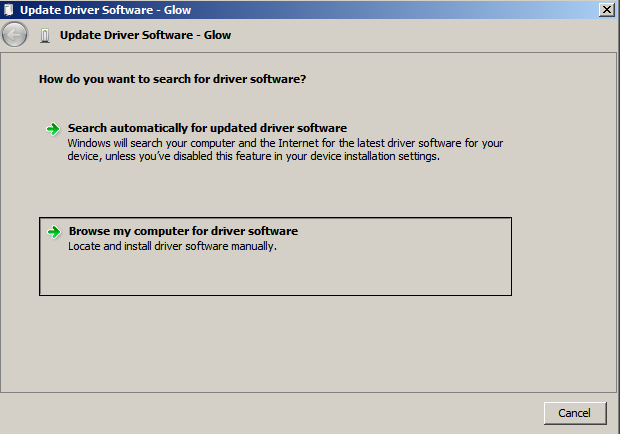 Update Driver Software - Glow
Update Driver Software - Glow
How do you want to search for driver software?
Search automatically for updated driver software
Windows will search your computer and the Internet for the latest driver software for your
device, unless you've disabled this feature in your device installation settings.
Browse my computer for driver software
Locate and install driver software manually.
Cancel